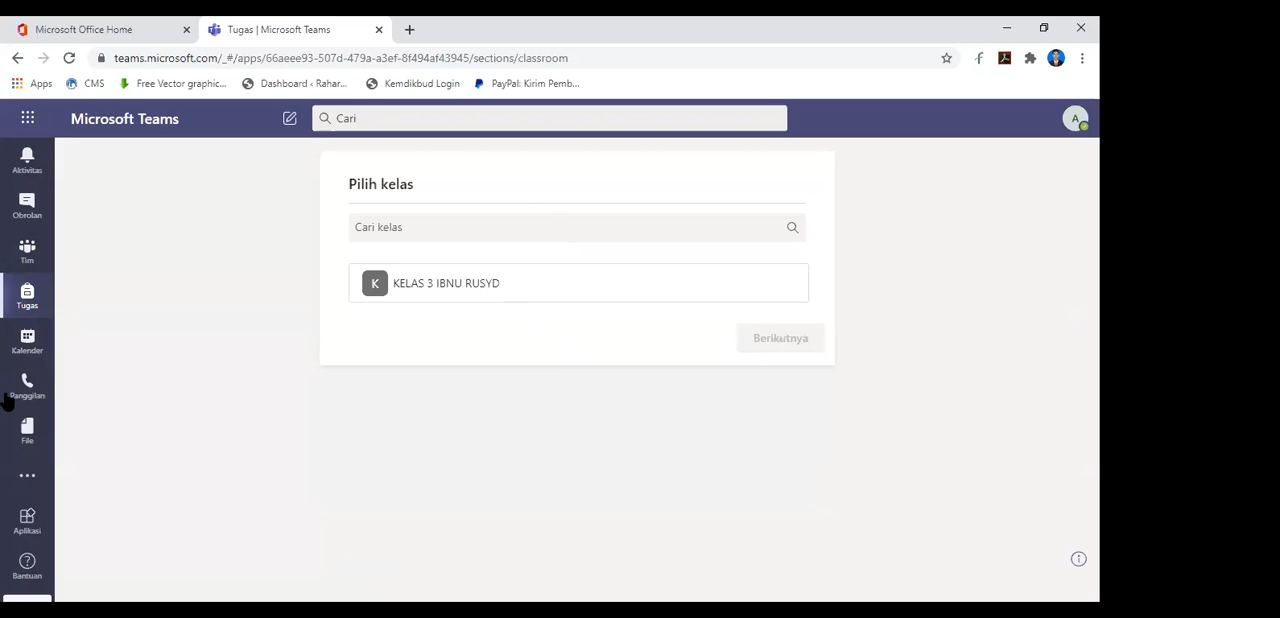 Microsoft Office Home
Tugas | Microsoft Teams
teams.microsoft.com/_#/apps/66aeee93-507d-479a-a3ef-8f494af43945/sections/classroom
Apps
CMS
Free Vector graphic...
Dashboard ‹ Rahar...
Kemdikbud Login
PayPal: Kirim Pemb...
Microsoft Teams
Cari
A
Aktivitas
Obrolan
Tim
Tugas
Kalender
Panggilan
File
Aplikasi
Bantuan
Pilih kelas
Cari kelas
K KELAS 3 IBNU RUSYD
Berikutnya